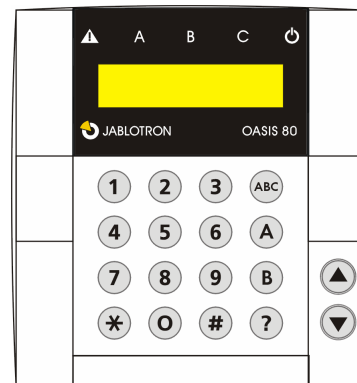 A B C
JABLOTRON OASIS 80
1 2 3 ABC
4 5 6 A
7 8 9 B
* 0 # ?